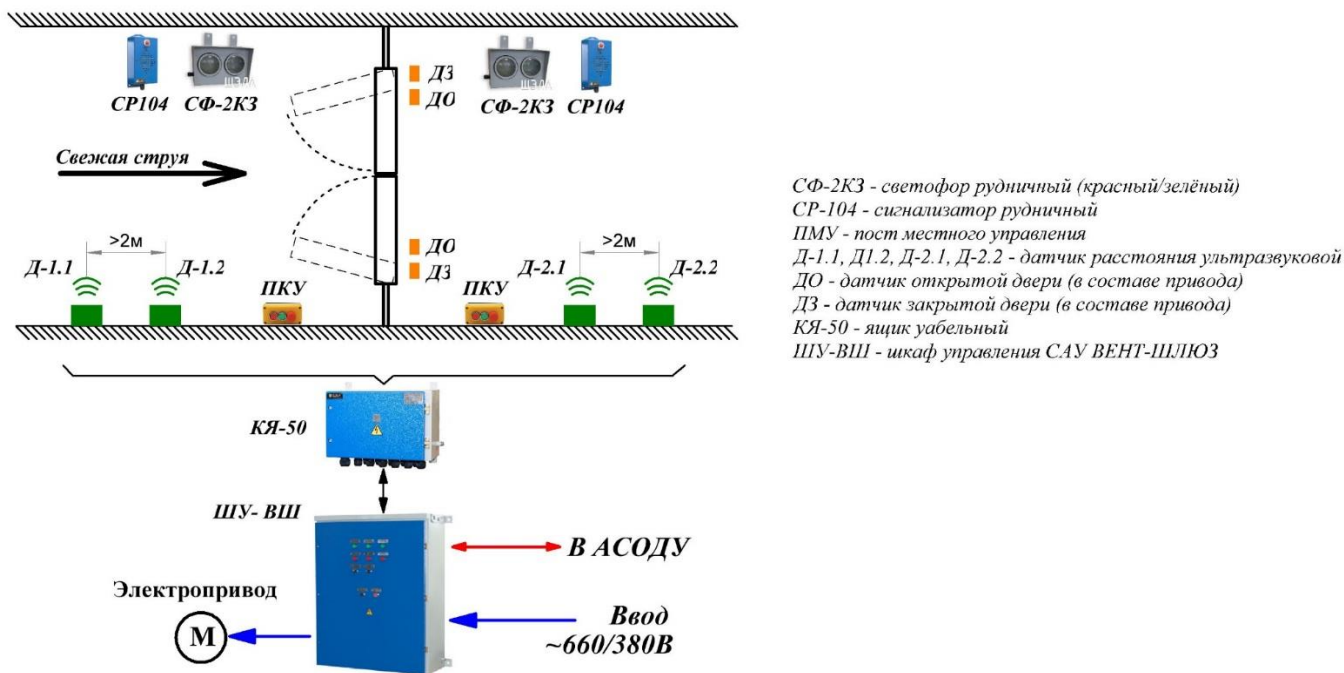 СР104
СФ-2КЗ
ДЗ
ДО
СФ-2КЗ
СР104
ШЭЛА
ШЭЛА
Свежая струя
ДО
ДЗ
>2м
Д-1.1
Д-1.2
ПКУ
ПКУ
>2м
Д-2.1
Д-2.2
СФ-2КЗ - светофор рудничный (красный/зелёный)
СР-104 - сигнализатор рудничный
ПМУ - пост местного управления
Д-1.1, Д1.2, Д-2.1, Д-2.2 - датчик расстояния ультразвуковой
ДО - датчик открытой двери (в составе привода)
ДЗ - датчик закрытой двери (в составе привода)
КЯ-50 - ящик уабельный
ШУ-ВШ - шкаф управления САУ ВЕНТ-ШЛЮЗ
КЯ-50
ШУ- ВШ
В АСОДУ
Электропривод
М
Ввод
~660/380В